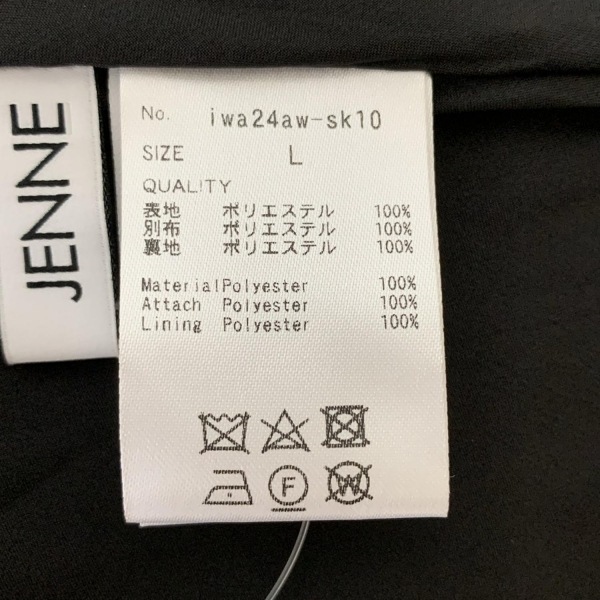 JENNE
No. iwa24aw-sk10
SIZE L
QUALITY
表地 ポリエステル 100%
別布 ポリエステル 100%
裏地 ポリエステル 100%
Material Polyester 100%
Attach Polyester 100%
Lining Polyester 100%
F W